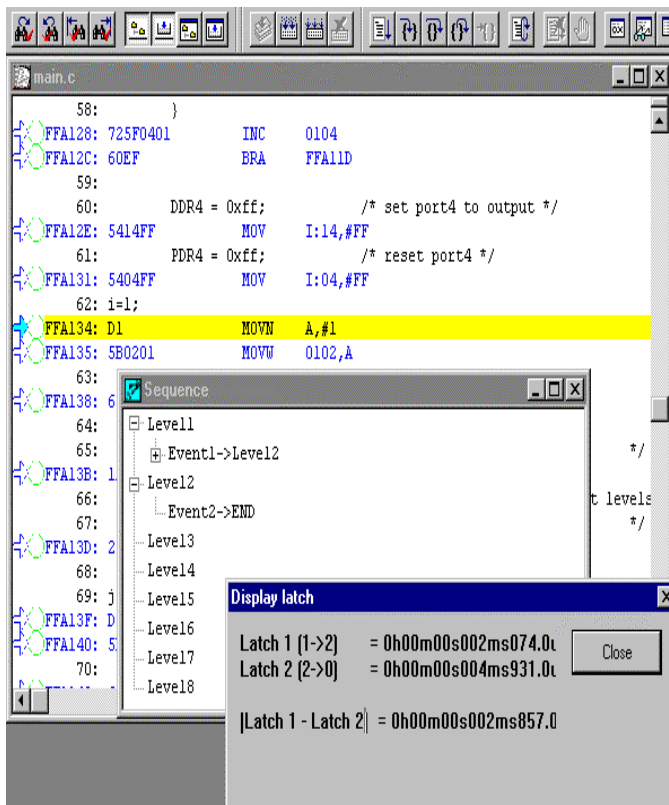 main.c
58: }
FFA128: 725F0401 INC 0104
FFA12C: 60EF BRA FFA11D
59:
60: DDR4 = 0xff; /* set port4 to output */
FFA12E: 5414FF MOV I:14,#FF
61: PDR4 = 0xff; /* reset port4 */
FFA131: 5404FF MOV I:04,#FF
62: i=1;
FFA134: D1 MOVN A,#1
FFA135: 5B0201 MOVW 0102,A
63:
FFA138: 6
64:
65: */
FFA13B: 1
66: t levels
67: */
FFA13D: 2
68:
69: j
FFA13F: D
FFA140: 5
70:
Sequence
Level1
Event1->Level2
Level2
Event2->END
Level3
Level4
Level5
Level6
Level7
Level8
Display latch
Latch 1 (1->2) = 0h00m00s002ms074.0u
Latch 2 (2->0) = 0h00m00s004ms931.0u
|Latch 1 - Latch 2| = 0h00m00s002ms857.0
Close